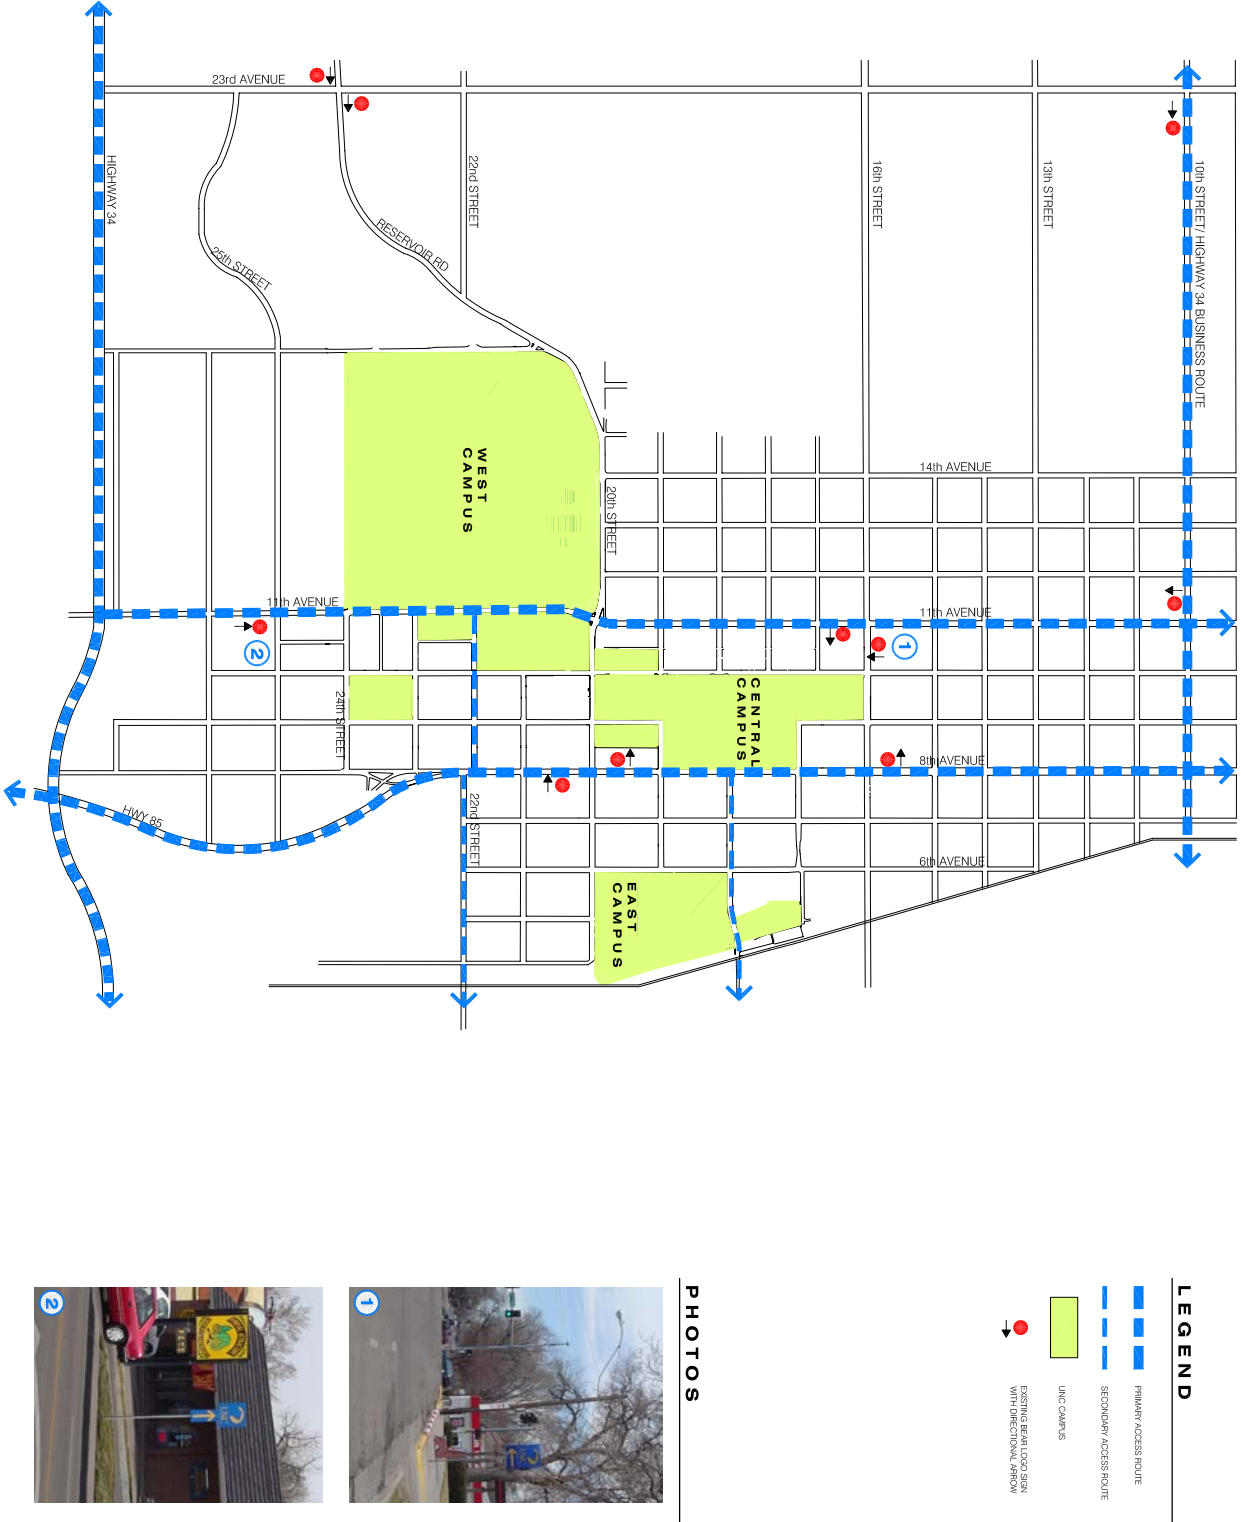 23rd AVENUE
HIGHWAY 34
25th STREET
RESERVOIR RD
22nd STREET
16th STREET
13th STREET
10th STREET/ HIGHWAY 34 BUSINESS ROUTE
14th AVENUE
WEST
CAMPUS
20th STREET
11th AVENUE
11th AVENUE
1
2
24th STREET
CENTRAL
CAMPUS
8th AVENUE
HWY 85
22nd STREET
6th AVENUE
EAST
CAMPUS
LEGEND
PRIMARY ACCESS ROUTE
SECONDARY ACCESS ROUTE
UNC CAMPUS
EXISTING BEAR LOGO SIGN
WITH DIRECTIONAL ARROW
PHOTOS
1
2